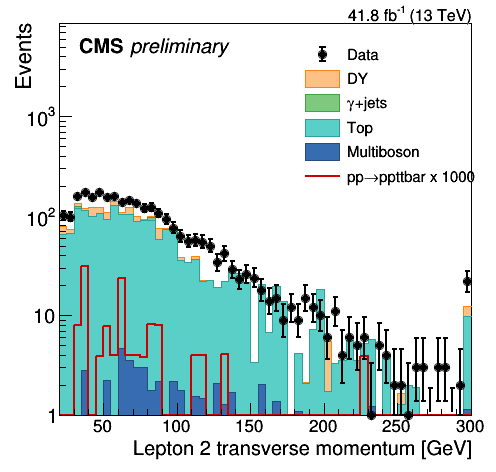 41.8 fb⁻¹ (13 TeV)
CMS preliminary
Data
DY
γ+jets
Top
Multiboson
pp→ppttbar x 1000
Events
10³
10²
10
1
50 100 150 200 250 300
Lepton 2 transverse momentum [GeV]